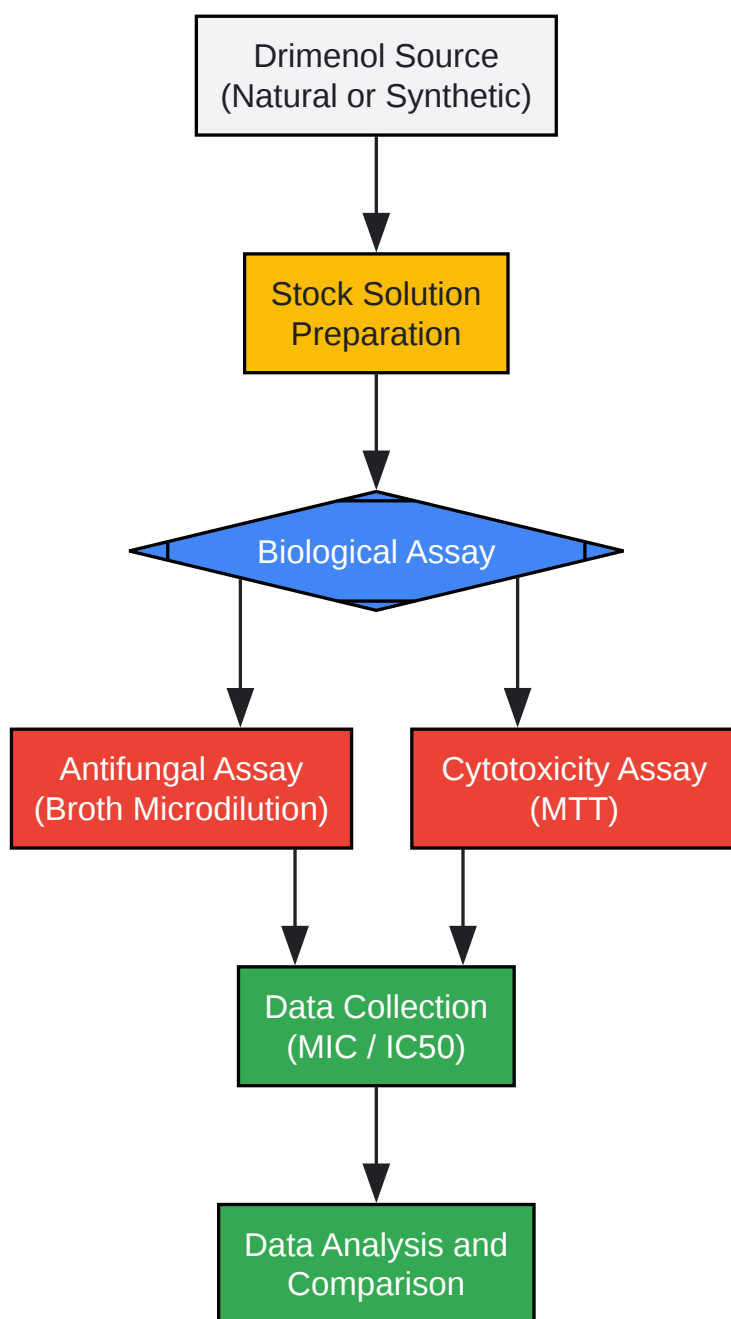 Drimenol Source
(Natural or Synthetic)
Stock Solution
Preparation
Biological Assay
Antifungal Assay
(Broth Microdilution)
Cytotoxicity Assay
(MTT)
Data Collection
(MIC / IC50)
Data Analysis and
Comparison